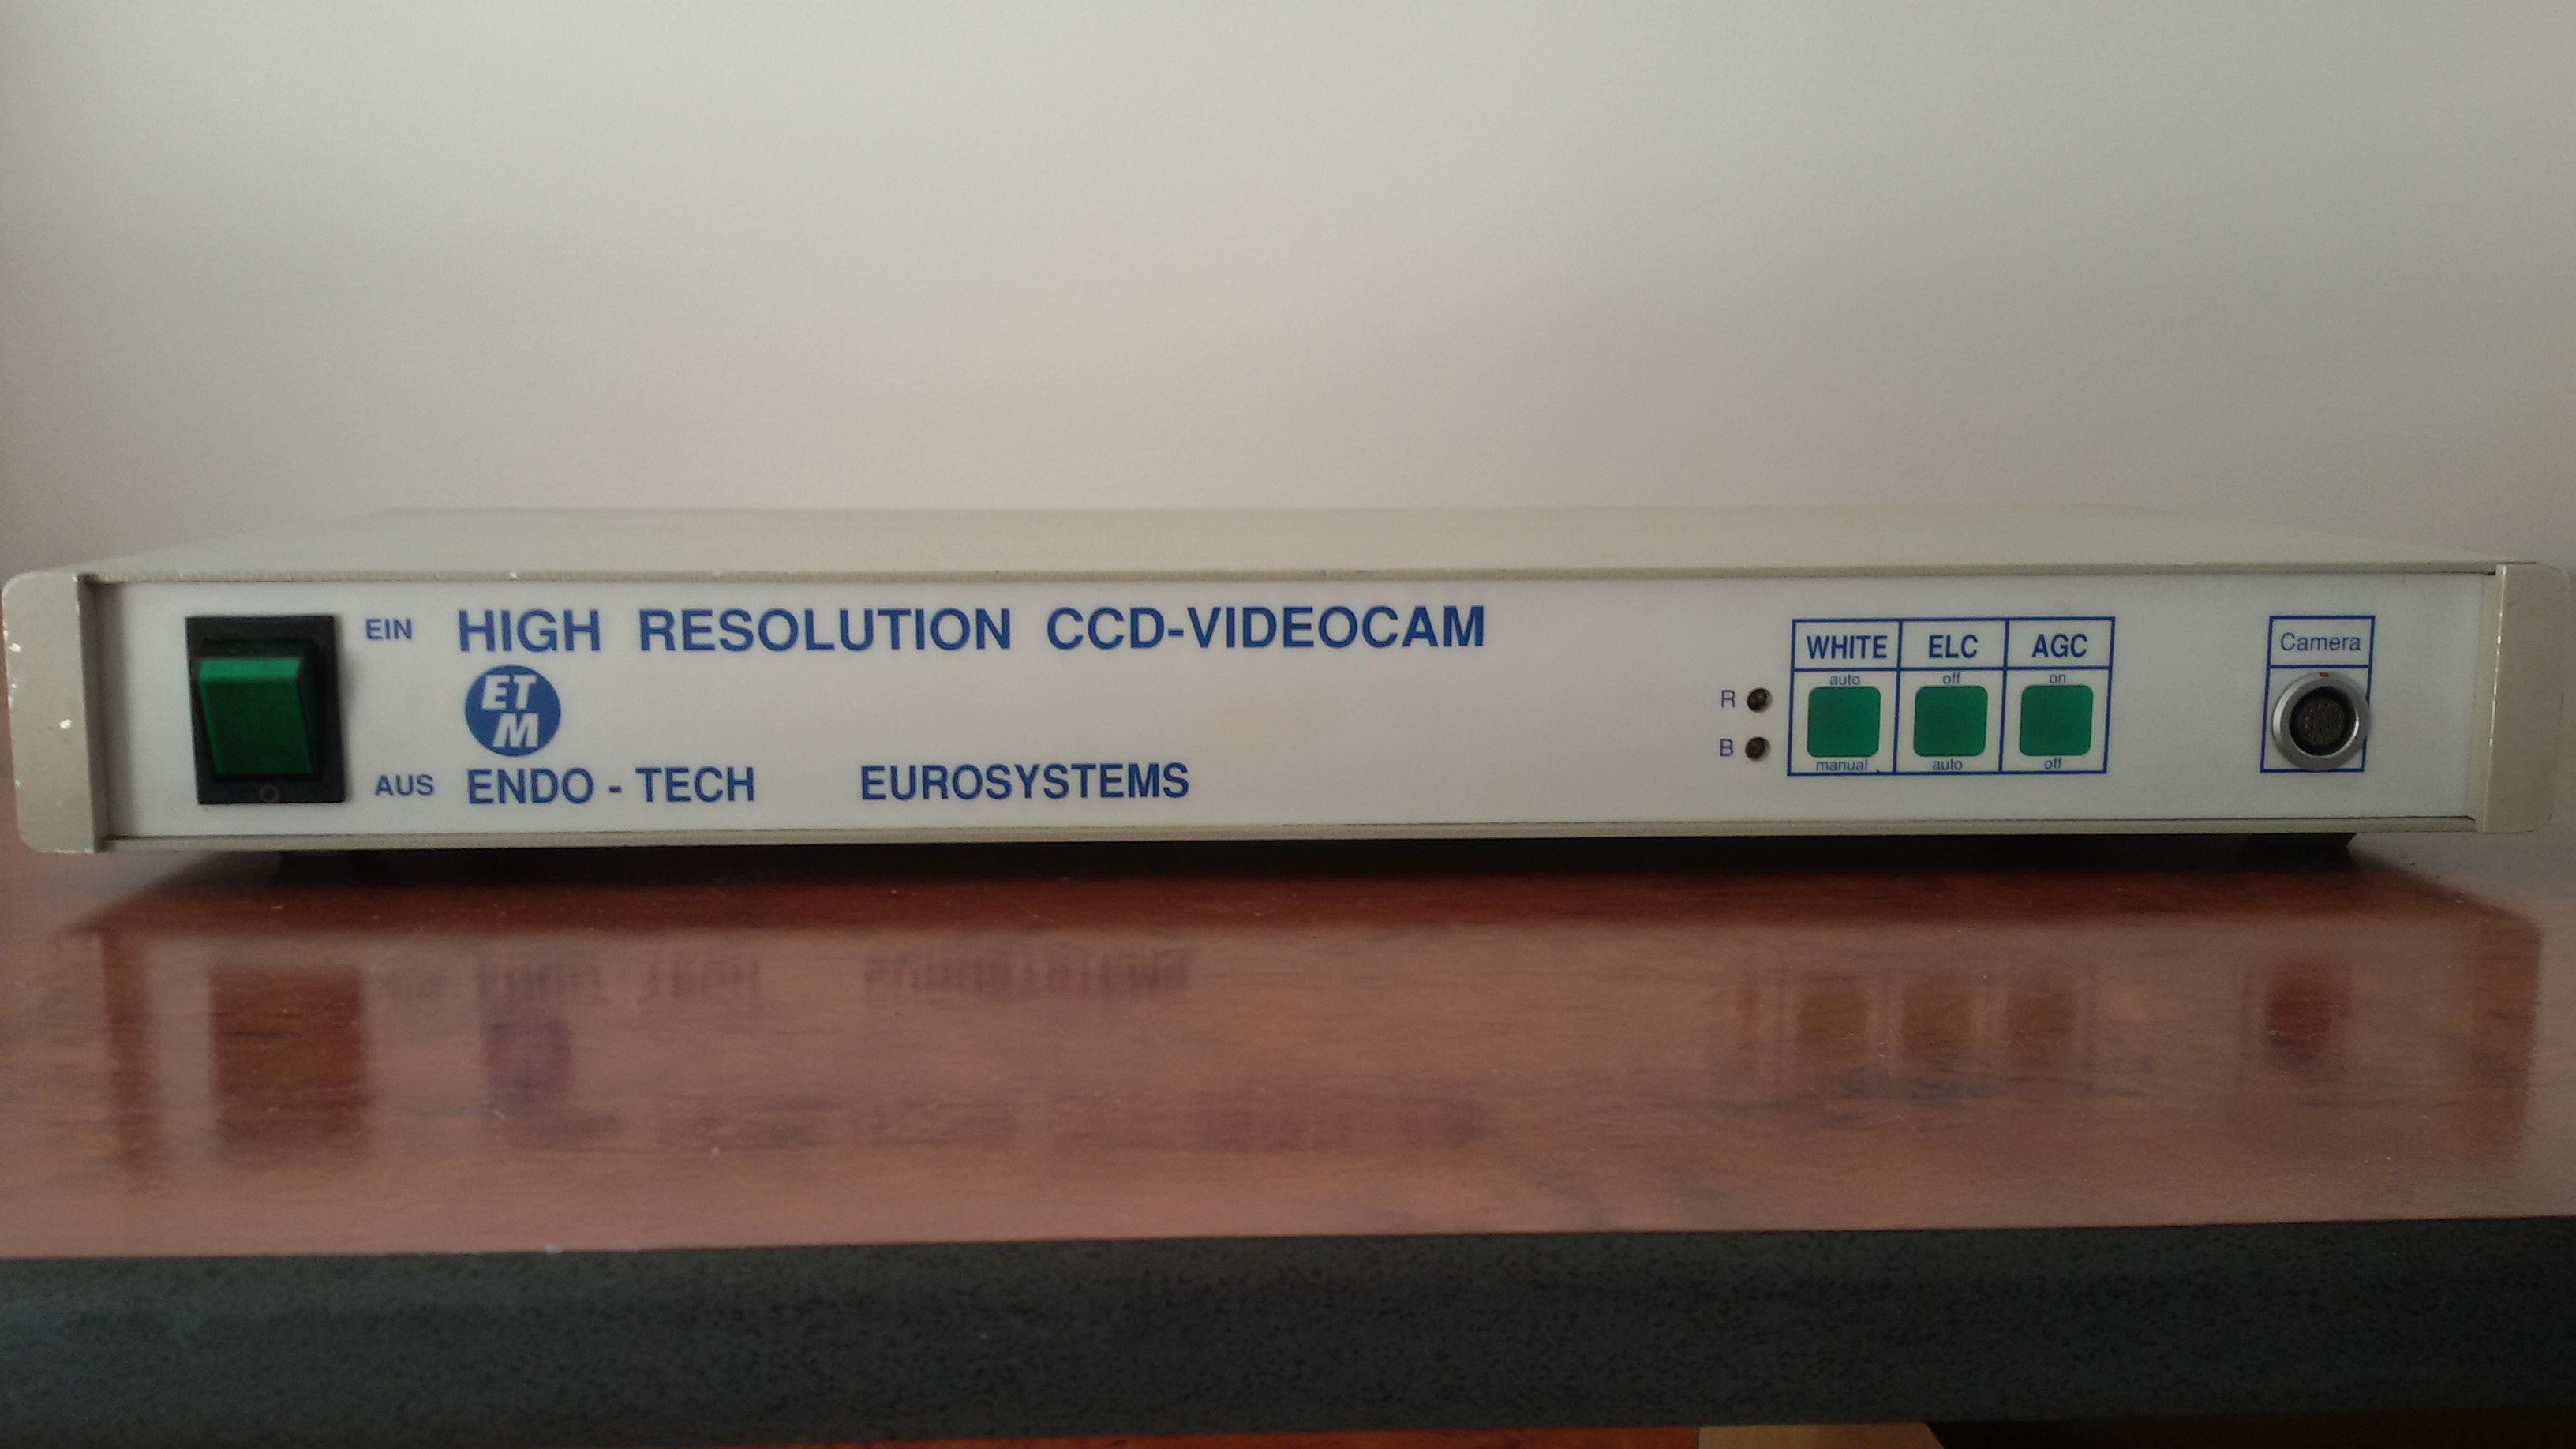 EIN
HIGH RESOLUTION CCD-VIDEOCAM
ET
M
AUS
ENDO - TECH EUROSYSTEMS
R
B
WHITE ELC AGC
auto off on
manual auto off
Camera